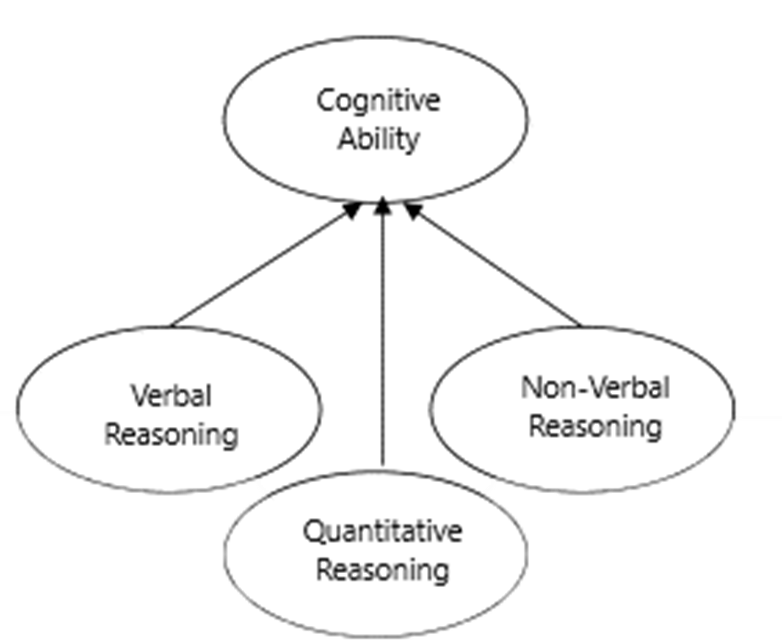 Cognitive
Ability
Verbal
Reasoning
Non-Verbal
Reasoning
Quantitative
Reasoning